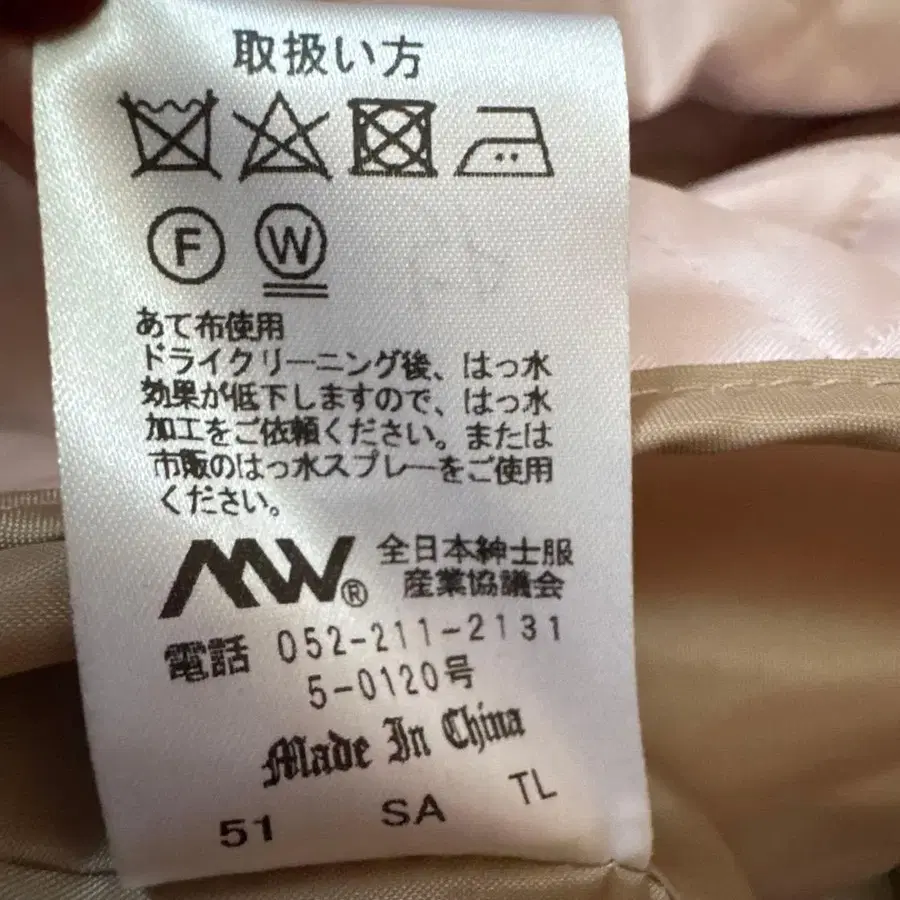 取扱い方
F W
あて布使用
ドライクリーニング後、はっ水
効果が低下しますので、はっ水
加工をご依頼ください。または
市販のはっ水スプレーをご使用
ください。
MW® 全日本紳士服
産業協議会
電話 052-211-2131
5-0120号
Made In China
51 SA TL